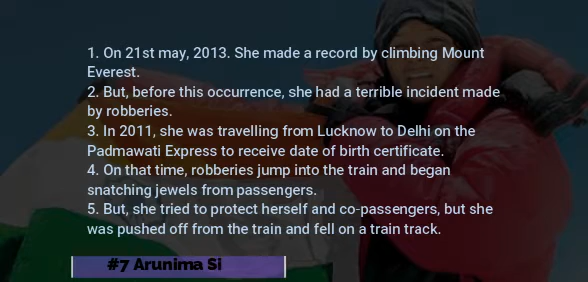 1. On 21st may, 2013. She made a record by climbing Mount
Everest.
2. But, before this occurrence, she had a terrible incident made
by robberies.
3. In 2011, she was travelling from Lucknow to Delhi on the
Padmawati Express to receive date of birth certificate.
4. On that time, robberies jump into the train and began
snatching jewels from passengers.
5. But, she tried to protect herself and co-passengers, but she
was pushed off from the train and fell on a train track.
#7 Arunima Si